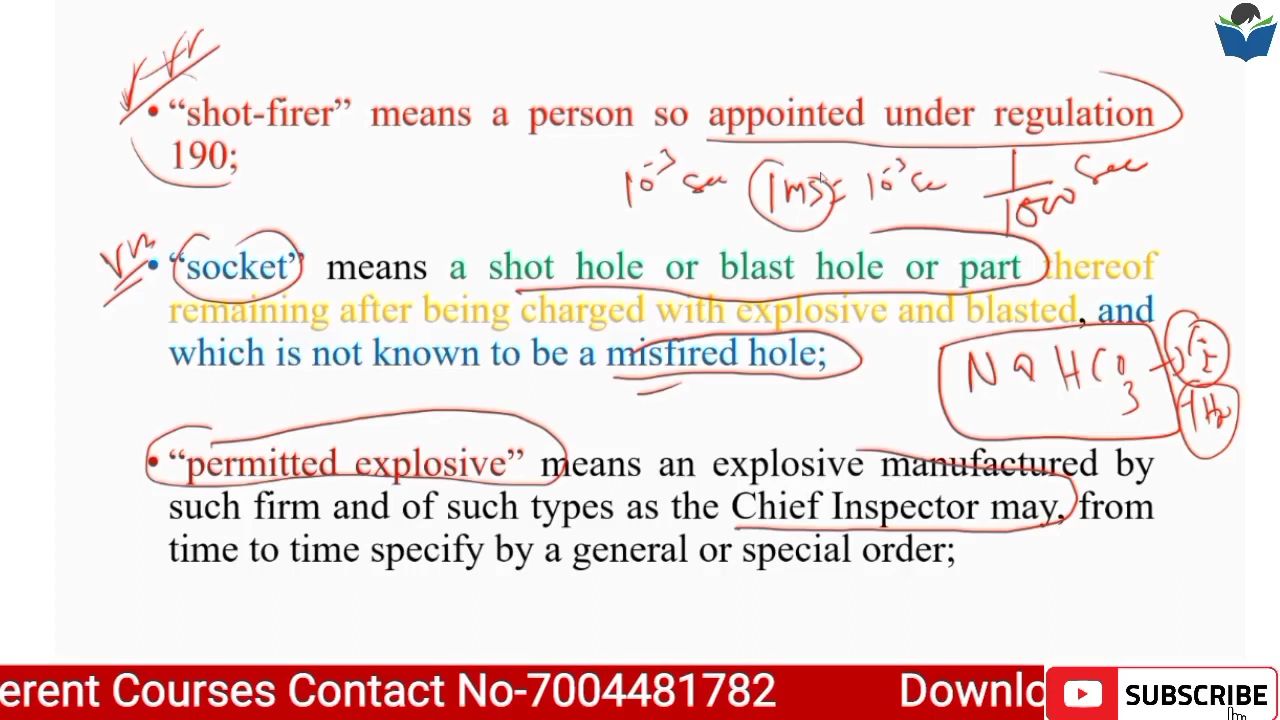 • “shot-firer” means a person so appointed under regulation
190;
10⁻³ sec 1ms = 10⁻³ sec 1/1000 sec
• “socket” means a shot hole or blast hole or part thereof
remaining after being charged with explosive and blasted, and
which is not known to be a misfired hole;
NaHCO3
• “permitted explosive” means an explosive manufactured by
such firm and of such types as the Chief Inspector may, from
time to time specify by a general or special order;
erent Courses Contact No-7004481782 Downlo
SUBSCRIBE